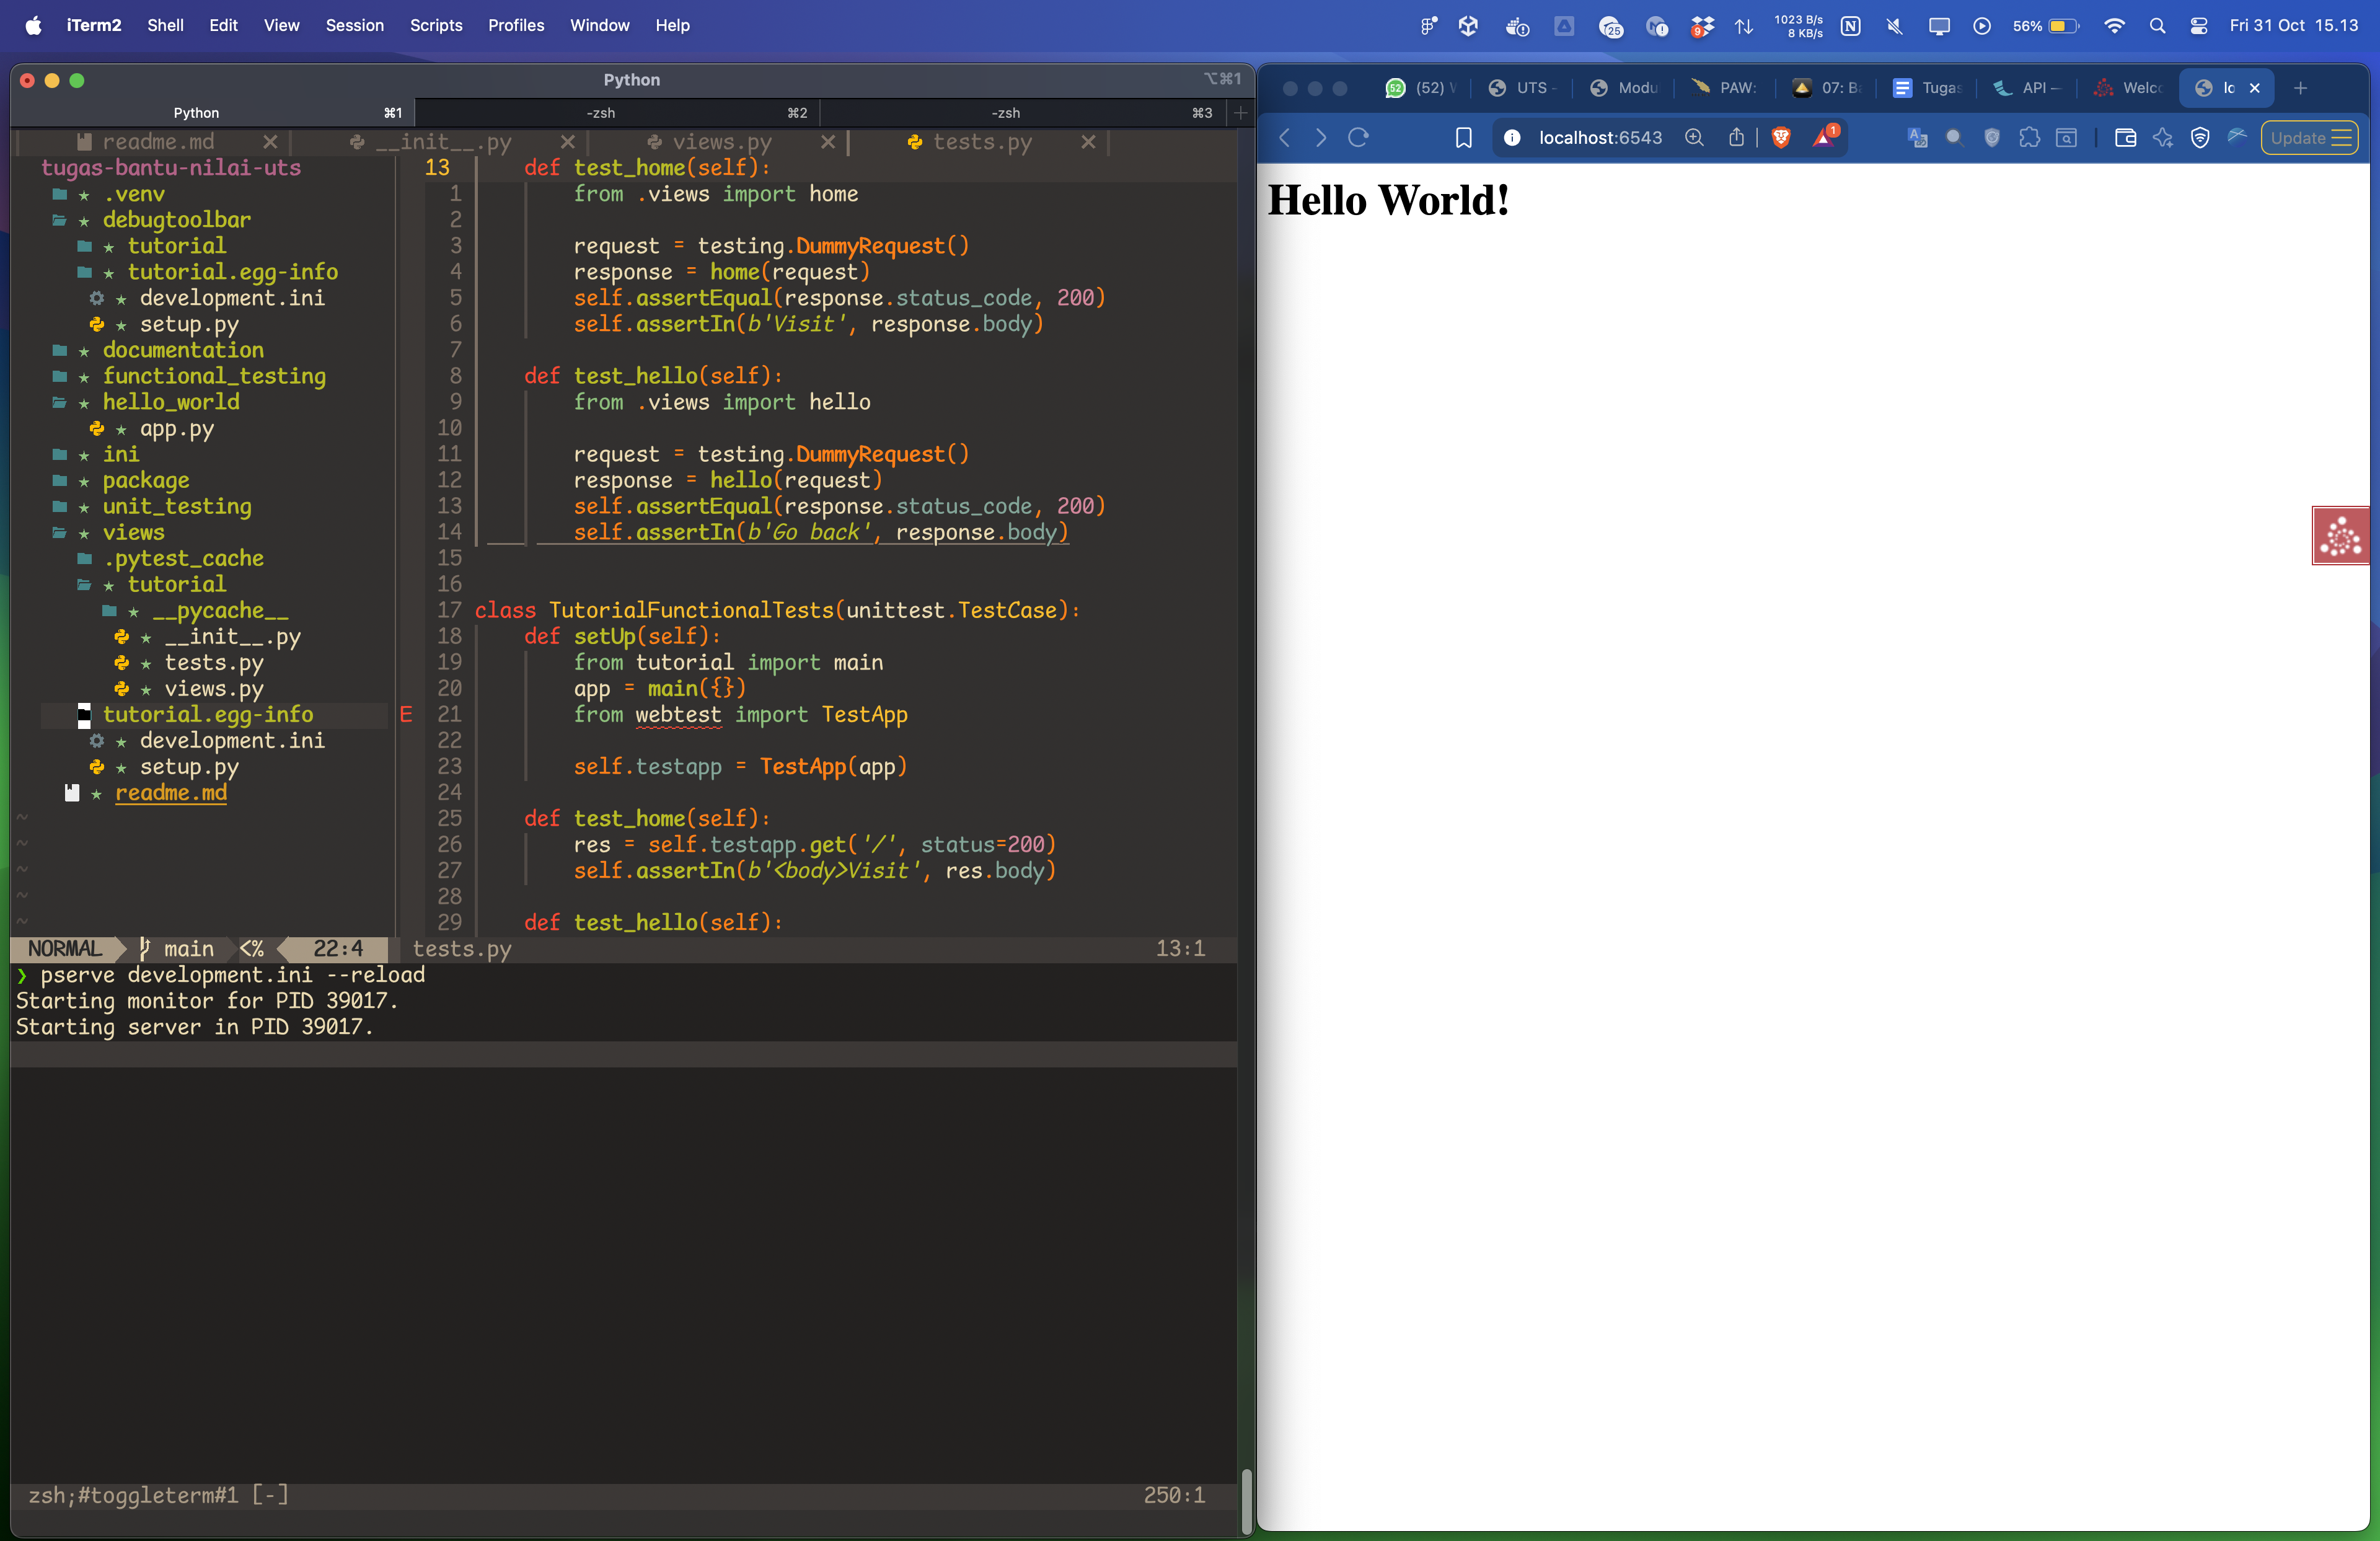 iTerm2 Shell Edit View Session Scripts Profiles Window Help 25 9 1023 B/s 8 KB/s 56% Fri 31 Oct 15.13
Python ⌥⌘1
Python ⌘1 -zsh ⌘2 -zsh ⌘3
readme.md __init__.py views.py tests.py
tugas-bantu-nilai-uts
.venv
debugtoolbar
tutorial
tutorial.egg-info
development.ini
setup.py
documentation
functional_testing
hello_world
app.py
ini
package
unit_testing
views
.pytest_cache
tutorial
__pycache__
__init__.py
tests.py
views.py
tutorial.egg-info
development.ini
setup.py
readme.md
~
~
~
~
~
13 def test_home(self):
1 from .views import home
2
3 request = testing.DummyRequest()
4 response = home(request)
5 self.assertEqual(response.status_code, 200)
6 self.assertIn(b'Visit', response.body)
7
8 def test_hello(self):
9 from .views import hello
10
11 request = testing.DummyRequest()
12 response = hello(request)
13 self.assertEqual(response.status_code, 200)
14 self.assertIn(b'Go back', response.body)
15
16
17 class TutorialFunctionalTests(unittest.TestCase):
18 def setUp(self):
19 from tutorial import main
20 app = main({})
E 21 from webtest import TestApp
22
23 self.testapp = TestApp(app)
24
25 def test_home(self):
26 res = self.testapp.get('/', status=200)
27 self.assertIn(b'<body>Visit', res.body)
28
29 def test_hello(self):
NORMAL main <% 22:4 tests.py 13:1
❯ pserve development.ini --reload
Starting monitor for PID 39017.
Starting server in PID 39017.
zsh;#toggleterm#1 [-] 250:1
52 (52) UTS - Modu PAW: 07: B Tugas API — Welc lo
localhost:6543 1 Update
Hello World!